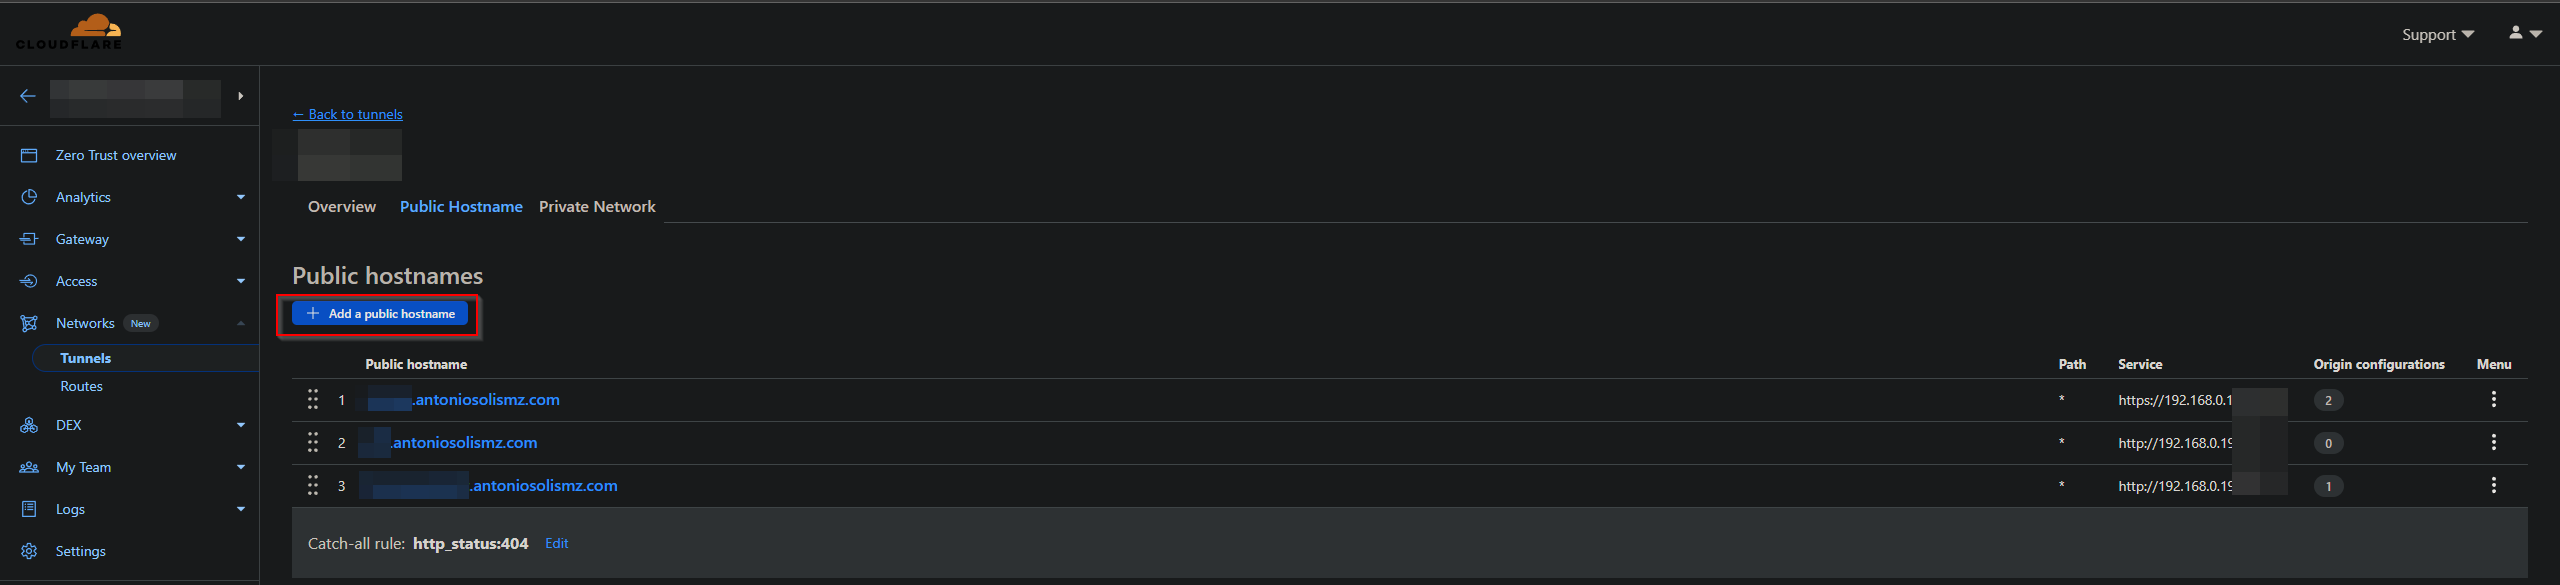 CLOUDFLARE
Support
Zero Trust overview
Analytics
Gateway
Access
Networks New
Tunnels
Routes
DEX
My Team
Logs
Settings
← Back to tunnels
Overview Public Hostname Private Network
Public hostnames
+ Add a public hostname
Public hostname Path Service Origin configurations Menu
1 .antoniosolismz.com * https://192.168.0.1 2
2 .antoniosolismz.com * http://192.168.0.19 0
3 .antoniosolismz.com * http://192.168.0.19 1
Catch-all rule: http_status:404 Edit